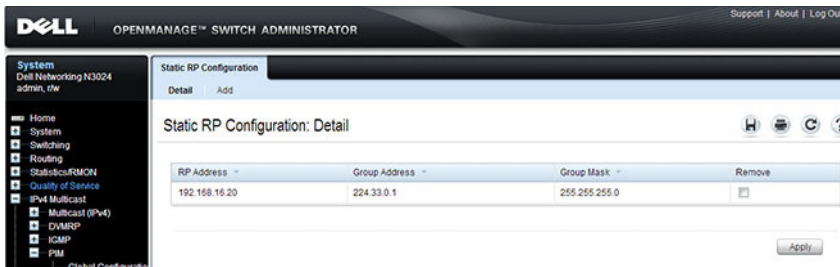 Support | About | Log Ou
DELL OPENMANAGE™ SWITCH ADMINISTRATOR
System
Dell Networking N3024
admin, r/w
Home
System
Switching
Routing
Statistics/RMON
Quality of Service
IPv4 Multicast
Multicast (IPv4)
DVMRP
IGMP
PIM
Global Configuratio
Static RP Configuration
Detail Add
Static RP Configuration: Detail
RP Address Group Address Group Mask Remove
192.168.16.20 224.33.0.1 255.255.255.0
Apply